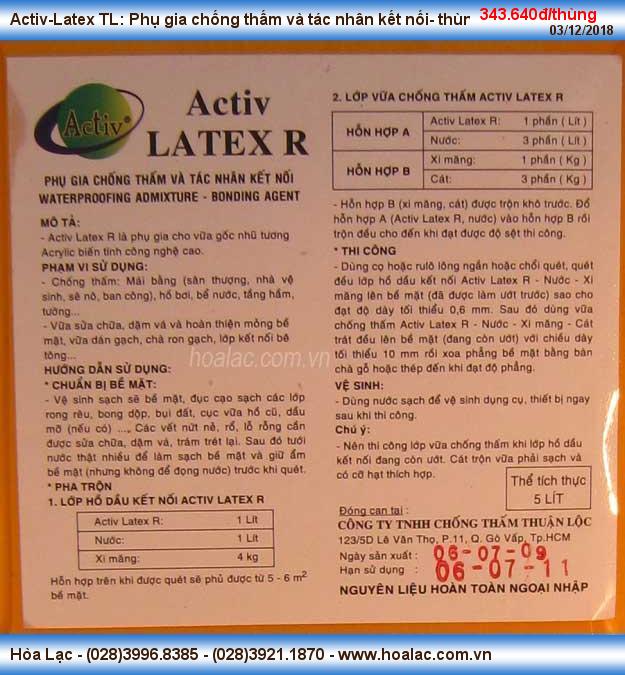 Activ-Latex TL: Phụ gia chống thấm và tác nhân kết nối- thùn
343.640đ/thùng
03/12/2018
Activ®
Activ
LATEX R
PHỤ GIA CHỐNG THẤM VÀ TÁC NHÂN KẾT NỐI
WATERPROOFING ADMIXTURE - BONDING AGENT
MÔ TẢ:
- Activ Latex R là phụ gia cho vữa gốc nhũ tương
Acrylic biến tính công nghệ cao.
PHẠM VI SỬ DỤNG:
- Chống thấm: Mái bằng (sân thượng, nhà vệ
sinh, sê nô, ban công), hồ bơi, bể nước, tầng hầm,
tường...
- Vữa sửa chữa, dặm vá và hoàn thiện mỏng bề
mặt, vữa dán gạch, chà ron gạch, lớp kết nối bê
tông...
HƯỚNG DẪN SỬ DỤNG:
* CHUẨN BỊ BỀ MẶT:
- Vệ sinh sạch sẽ bề mặt, đục cạo sạch các lớp
rong rêu, bong dộp, bụi đất, cục vữa hồ cũ, dầu
mỡ (nếu có) .... Các vết nứt nẻ, rổ, lỗ rỗng cần
được sửa chữa, dặm vá, trám trét lại. Sau đó tưới
nước thật nhiều để làm sạch bề mặt và giữ ẩm
bề mặt (nhưng không để đọng nước) trước khi quét.
* PHA TRỘN
1. LỚP HỒ DẦU KẾT NỐI ACTIV LATEX R
Activ Latex R: 1 Lít
Nước: 1 Lít
Xi măng: 4 kg
Hỗn hợp trên khi được quét sẽ phủ được từ 5 - 6 m²
bề mặt.
2. LỚP VỮA CHỐNG THẤM ACTIV LATEX R
HỖN HỢP A
Activ Latex R: 1 phần ( Lít )
Nước: 3 phần ( Lít )
HỖN HỢP B
Xi măng: 1 phần ( Kg )
Cát: 3 phần ( Kg )
- Hỗn hợp B (xi măng, cát) được trộn khô trước. Đổ
hỗn hợp A (Activ Latex R, nước) vào hỗn hợp B rồi
trộn đều cho đến khi đạt được độ sệt thi công.
* THI CÔNG
- Dùng cọ hoặc rulô lông ngắn hoặc chổi quét, quét
đều lớp hồ dầu kết nối Activ Latex R - Nước - Xi
măng lên bề mặt (đã được làm ướt trước) sao cho
đạt độ dày tối thiểu 0,6 mm. Sau đó dùng vữa
chống thấm Activ Latex R - Nước - Xi măng - Cát
trát đều lên bề mặt (đang còn ướt) với chiều dày
tối thiểu 10 mm rồi xoa phẳng bề mặt bằng bàn
chà gỗ hoặc thép đến khi đạt độ phẳng.
VỆ SINH:
- Dùng nước sạch để vệ sinh dụng cụ, thiết bị ngay
sau khi thi công.
Chú ý:
- Nên thi công lớp vữa chống thấm khi lớp hồ dầu
kết nối đang còn ướt. Cát trộn vữa phải sạch và
có cỡ hạt thích hợp.
Thể tích thực
5 LÍT
Đóng can tại :
CÔNG TY TNHH CHỐNG THẤM THUẬN LỘC
123/5D Lê Văn Thọ, P.11, Q. Gò Vấp, Tp.HCM
Ngày sản xuất : 06-07-09
Hạn sử dụng : 06-07-11
NGUYÊN LIỆU HOÀN TOÀN NGOẠI NHẬP
hoalac.com.vn
Hòa Lạc - (028)3996.8385 - (028)3921.1870 - www.hoalac.com.vn